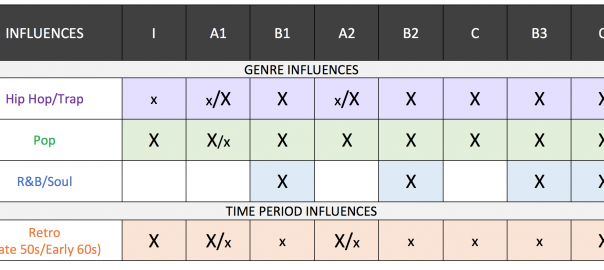 INFLUENCES I A1 B1 A2 B2 C B3
GENRE INFLUENCES
Hip Hop/Trap x x/X X x/X X X X X
Pop X X/x X X X X X X
R&B/Soul X X X X
TIME PERIOD INFLUENCES
Retro
ate 50s/Early 60s) X X/x x X/x x x x X